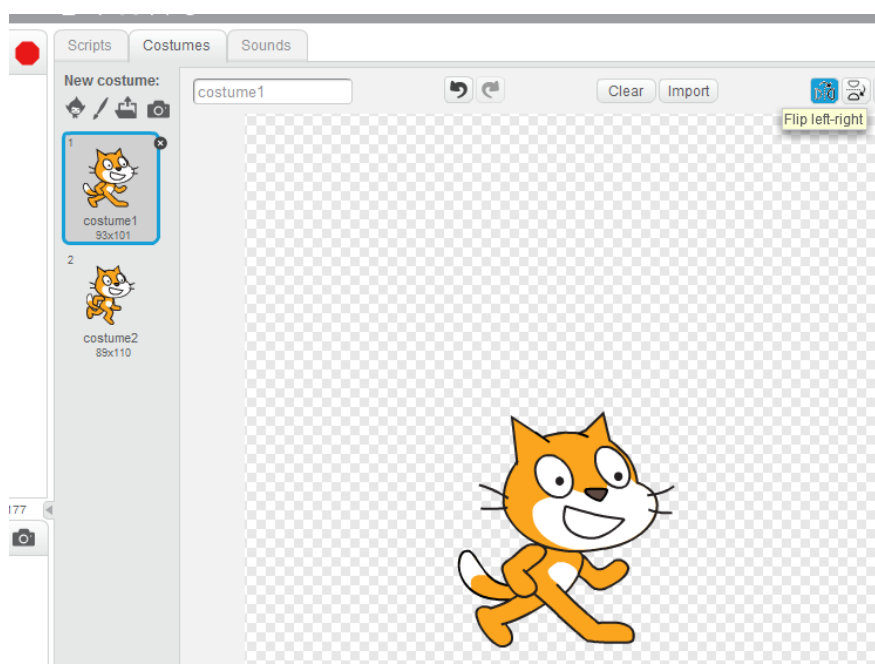 Scripts Costumes Sounds
New costume:
costume1
Clear Import
Flip left-right
1
costume1
93x101
2
costume2
89x110
177